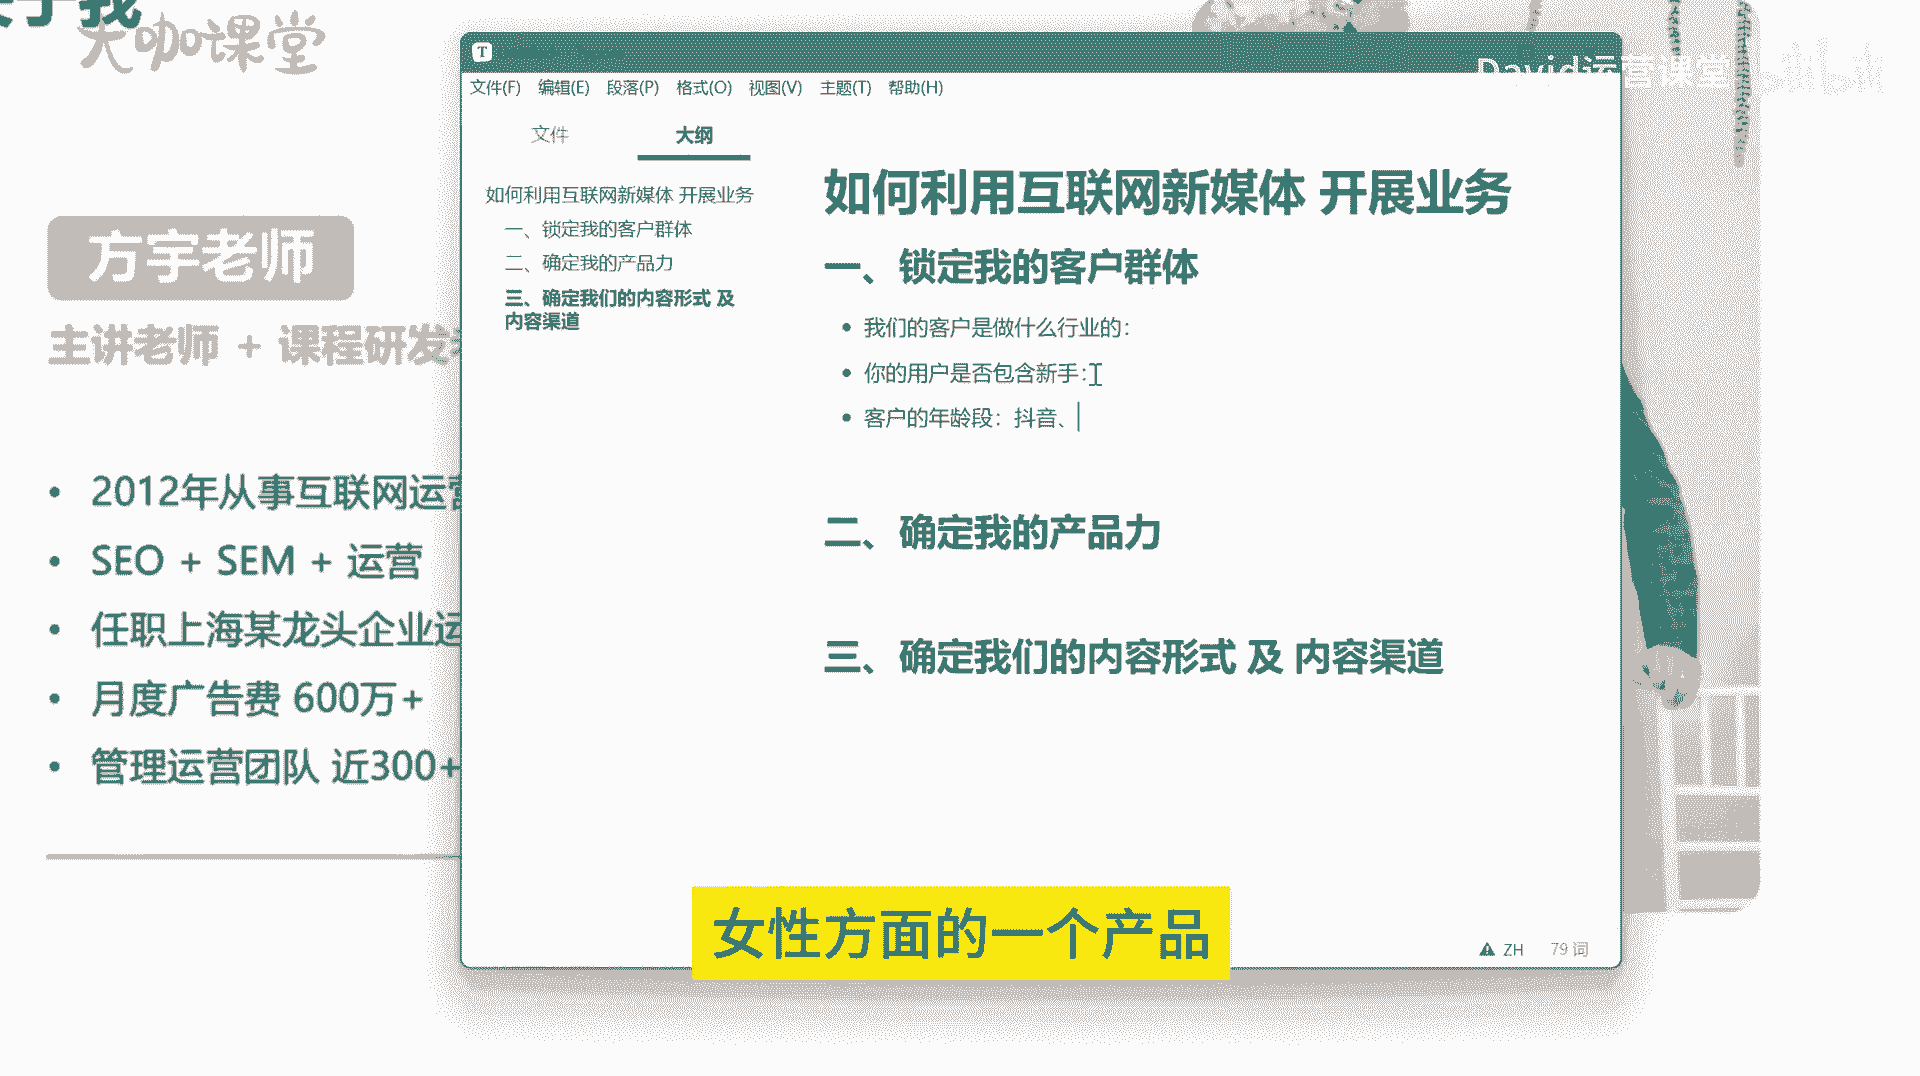 大咖课堂
David运营课堂
bilibili
方宇老师
主讲老师 + 课程研发
• 2012年从事互联网运营
• SEO + SEM + 运营
• 任职上海某龙头企业运
• 月度广告费 600万+
• 管理运营团队 近300+
T
文件(F) 编辑(E) 段落(P) 格式(O) 视图(V) 主题(T) 帮助(H)
文件 大纲
如何利用互联网新媒体 开展业务
一、锁定我的客户群体
二、确定我的产品力
三、确定我们的内容形式 及
内容渠道
如何利用互联网新媒体 开展业务
一、锁定我的客户群体
• 我们的客户是做什么行业的：
• 你的用户是否包含新手：
• 客户的年龄段：抖音、
二、确定我的产品力
三、确定我们的内容形式 及 内容渠道
女性方面的一个产品
ZH 79 词